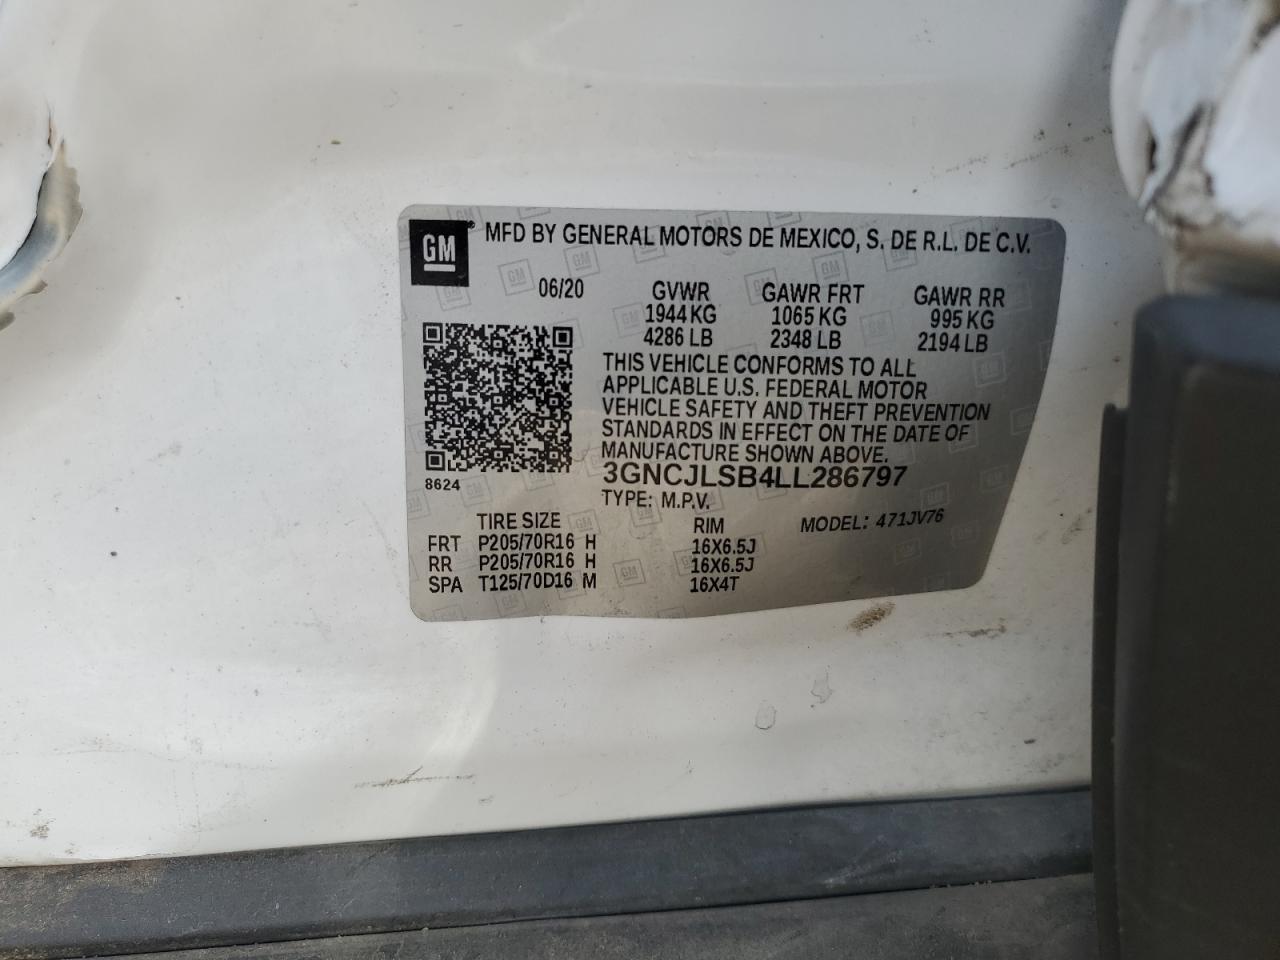 GM
MFD BY GENERAL MOTORS DE MEXICO, S. DE R.L. DE C.V.
06/20 GVWR GAWR FRT GAWR RR
1944 KG 1065 KG 995 KG
4286 LB 2348 LB 2194 LB
THIS VEHICLE CONFORMS TO ALL
APPLICABLE U.S. FEDERAL MOTOR
VEHICLE SAFETY AND THEFT PREVENTION
STANDARDS IN EFFECT ON THE DATE OF
MANUFACTURE SHOWN ABOVE.
8624 3GNCJLSB4LL286797
TYPE: M.P.V.
TIRE SIZE RIM MODEL: 471JV76
FRT P205/70R16 H 16X6.5J
RR P205/70R16 H 16X6.5J
SPA T125/70D16 M 16X4T